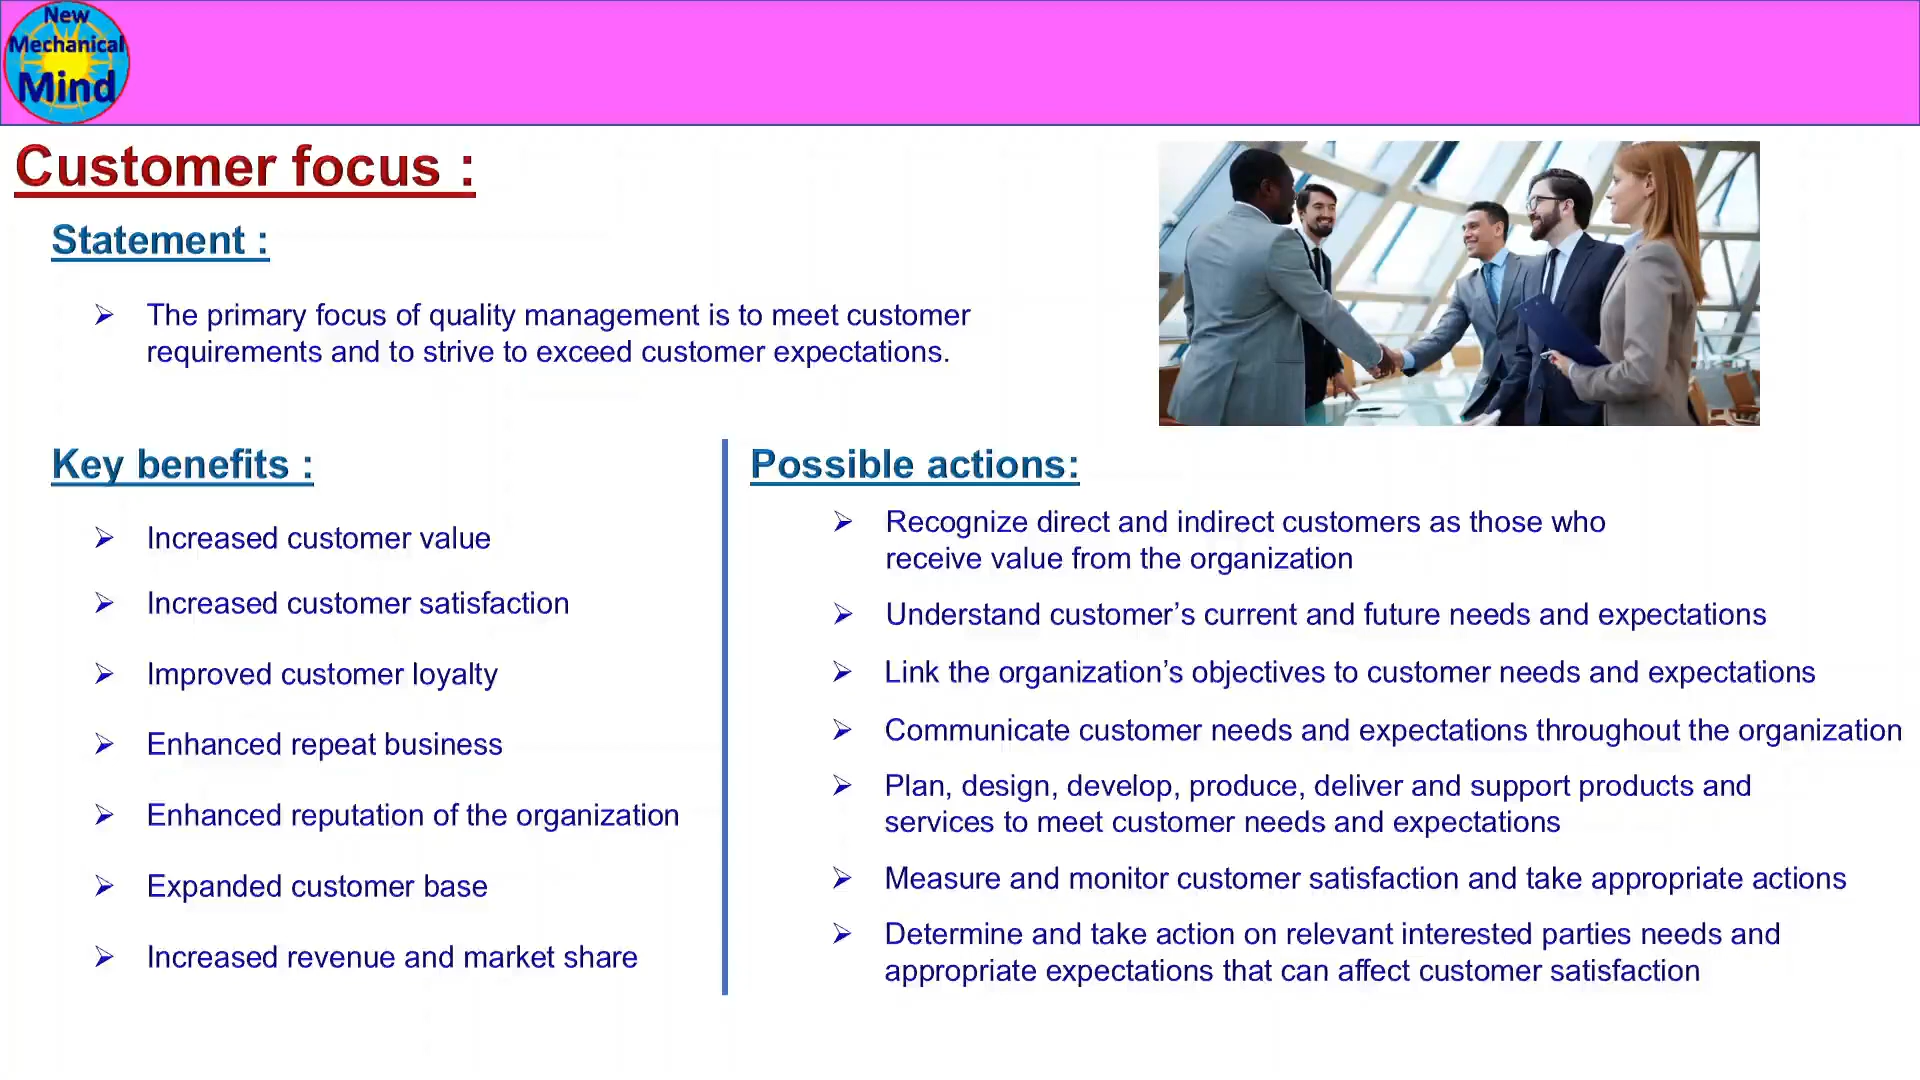 New
Mechanical
Mind
Customer focus :
Statement :
The primary focus of quality management is to meet customer
requirements and to strive to exceed customer expectations.
Key benefits :
Increased customer value
Increased customer satisfaction
Improved customer loyalty
Enhanced repeat business
Enhanced reputation of the organization
Expanded customer base
Increased revenue and market share
Possible actions:
Recognize direct and indirect customers as those who
receive value from the organization
Understand customer’s current and future needs and expectations
Link the organization’s objectives to customer needs and expectations
Communicate customer needs and expectations throughout the organization
Plan, design, develop, produce, deliver and support products and
services to meet customer needs and expectations
Measure and monitor customer satisfaction and take appropriate actions
Determine and take action on relevant interested parties needs and
appropriate expectations that can affect customer satisfaction